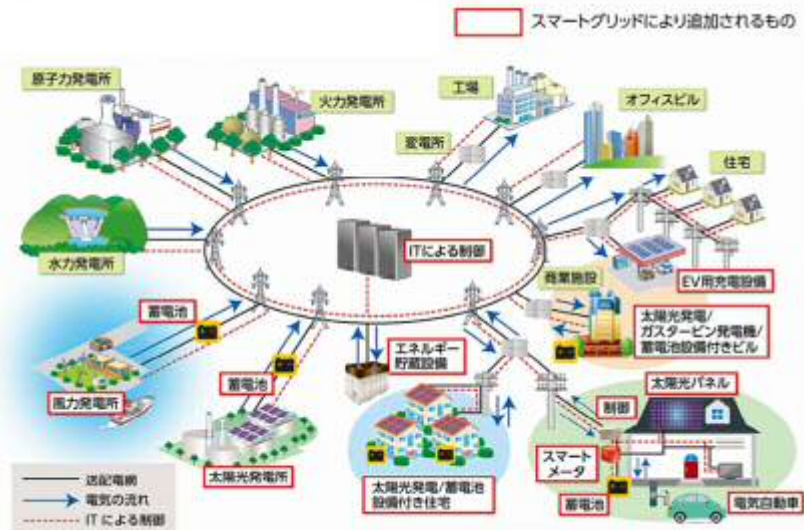 スマートグリッドにより追加されるもの
原子力発電所
火力発電所
工場
オフィスビル
変電所
住宅
水力発電所
ITによる制御
商業施設
EV用充電設備
蓄電池
太陽光発電/
ガスタービン発電機/
蓄電池設備付きビル
エネルギー
貯蔵設備
蓄電池
風力発電所
太陽光発電所
太陽光発電/蓄電池
設備付き住宅
太陽光パネル
制御
スマート
メータ
蓄電池
電気自動車
送配電網
電気の流れ
ITによる制御